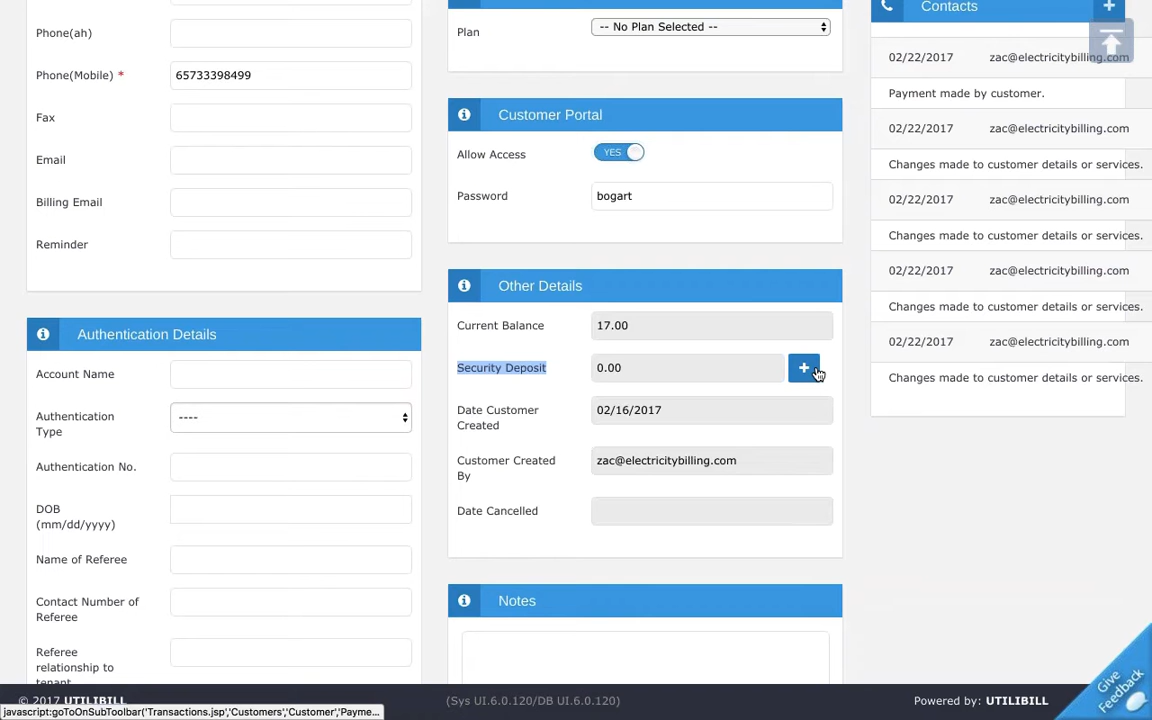 Phone(ah)
Phone(Mobile) *
65733398499
Fax
Email
Billing Email
Reminder
Authentication Details
Account Name
Authentication
Type
----
Authentication No.
DOB
(mm/dd/yyyy)
Name of Referee
Contact Number of
Referee
Referee
relationship to
tenant
Plan
-- No Plan Selected --
Customer Portal
Allow Access
YES
Password
bogart
Other Details
Current Balance
17.00
Security Deposit
0.00
+
Date Customer
Created
02/16/2017
Customer Created
By
zac@electricitybilling.com
Date Cancelled
Notes
Contacts
+
02/22/2017 zac@electricitybilling.com
Payment made by customer.
02/22/2017 zac@electricitybilling.com
Changes made to customer details or services.
02/22/2017 zac@electricitybilling.com
Changes made to customer details or services.
02/22/2017 zac@electricitybilling.com
Changes made to customer details or services.
02/22/2017 zac@electricitybilling.com
Changes made to customer details or services.
Give
Feedback
© 2017 UTILIBILL
(Sys UI.6.0.120/DB UI.6.0.120)
Powered by: UTILIBILL
javascript:goToOnSubToolbar('Transactions.jsp','Customers','Customer','Payme...